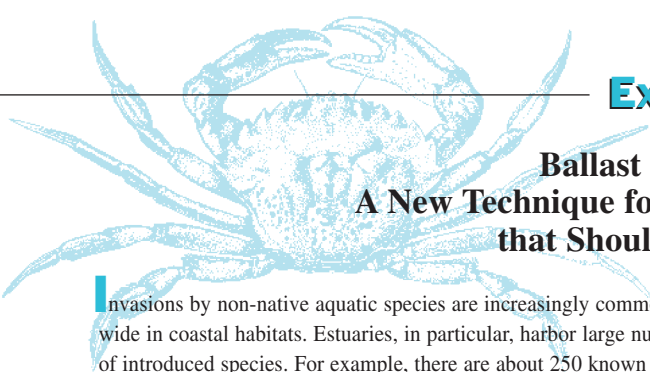 Ex
Ballast
A New Technique fo
that Shoul
Invasions by non-native aquatic species are increasingly comm
wide in coastal habitats. Estuaries, in particular, harbor large nu
of introduced species. For example, there are about 250 known